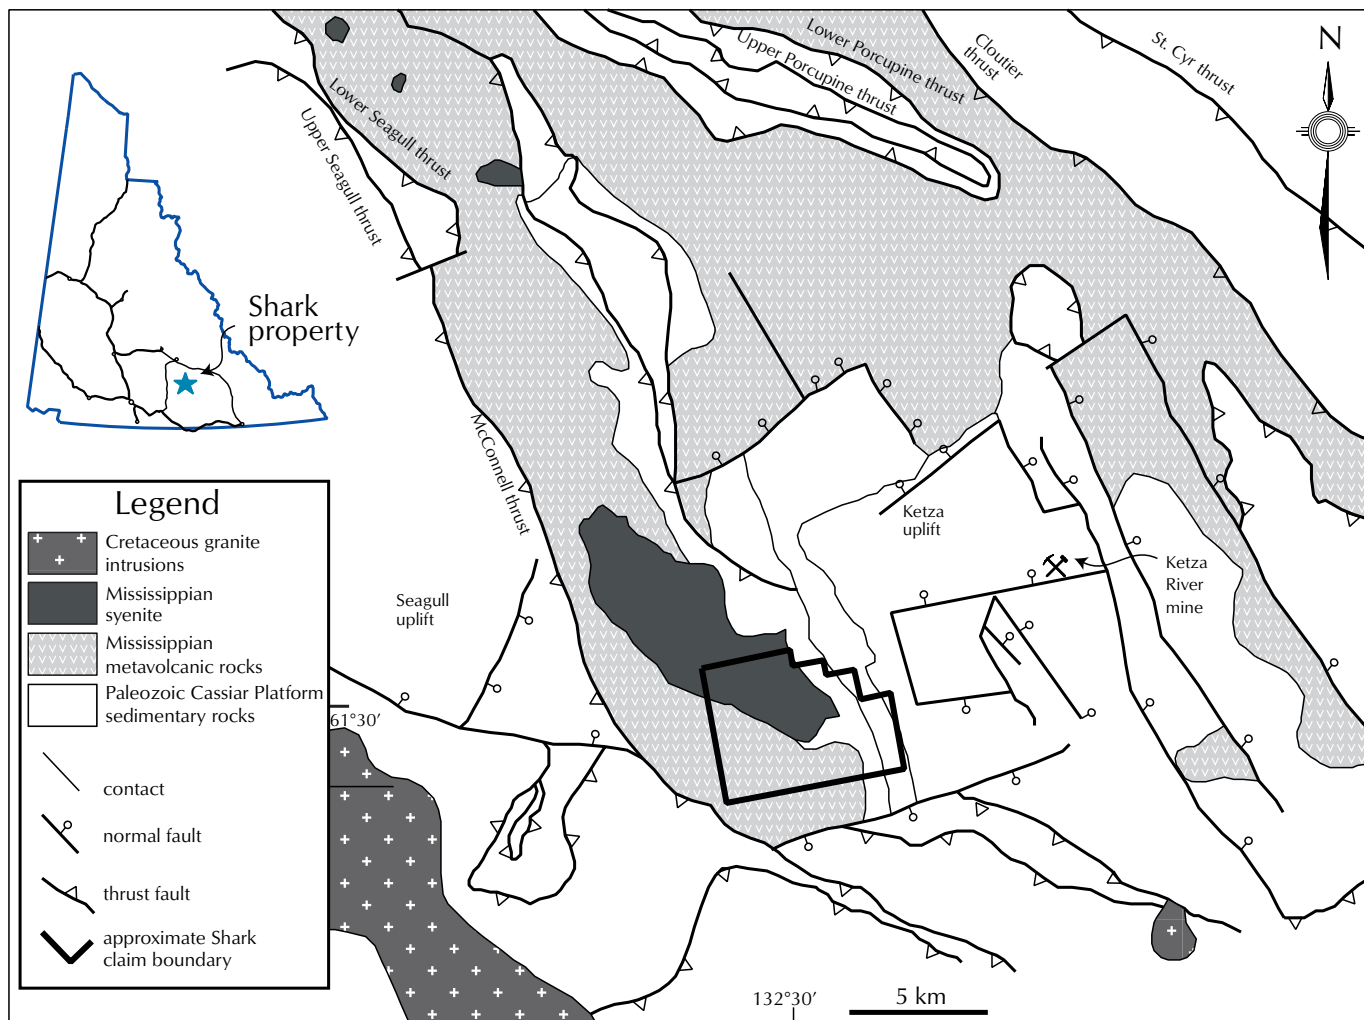 Lower Porcupine thrust
Upper Porcupine thrust
Cloutier
thrust
St. Cyr thrust
N
Lower Seagull thrust
Upper Seagull thrust
Shark
property
McConnell thrust
Legend
Cretaceous granite
intrusions
Mississippian
syenite
Mississippian
metavolcanic rocks
Paleozoic Cassiar Platform
sedimentary rocks
contact
normal fault
thrust fault
approximate Shark
claim boundary
Ketza
uplift
Ketza
River
mine
Seagull
uplift
61°30'
132°30'
5 km